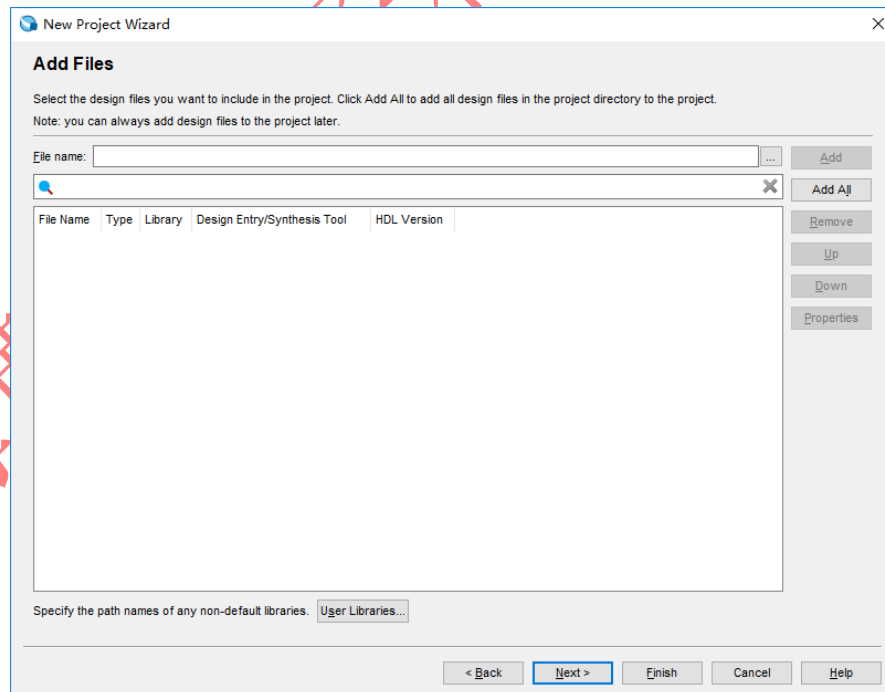 New Project Wizard
Add Files
Select the design files you want to include in the project. Click Add All to add all design files in the project directory to the project.
Note: you can always add design files to the project later.
File name: ... Add
Add All
File Name Type Library Design Entry/Synthesis Tool HDL Version
Remove
Up
Down
Properties
Specify the path names of any non-default libraries. User Libraries...
< Back Next > Finish Cancel Help